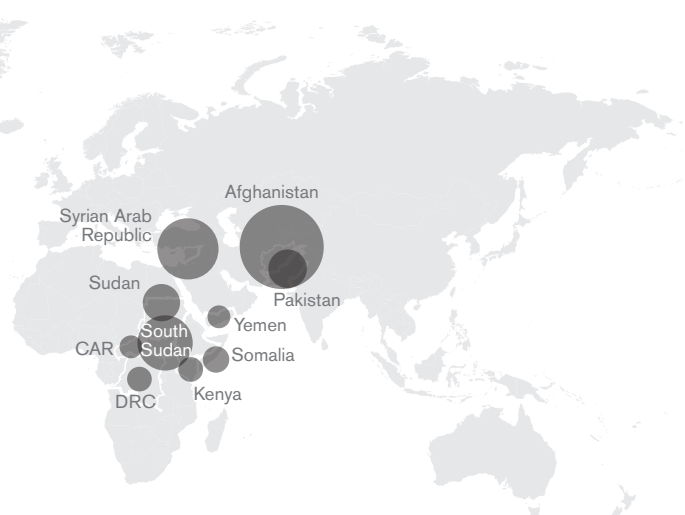 Afghanistan
Syrian Arab
Republic
Sudan
Pakistan
Yemen
South
Sudan
CAR
Somalia
Kenya
DRC